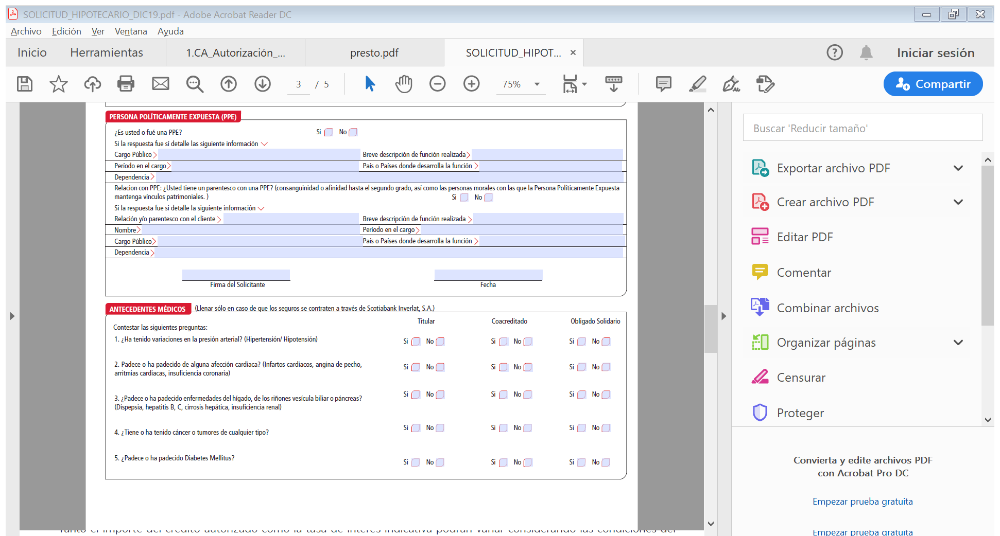 SOLICITUD_HIPOTECARIO_DIC19.pdf - Adobe Acrobat Reader DC
Archivo Edición Ver Ventana Ayuda
Inicio Herramientas 1.CA_Autorización_... presto.pdf SOLICITUD_HIPOT... × ? Iniciar sesión
3 / 5 75% Compartir
PERSONA POLÍTICAMENTE EXPUESTA (PPE)
¿Es usted o fué una PPE? Si No
Si la respuesta fue sí detalle las siguiente información
Cargo Público Breve descripción de función realizada
Período en el cargo País o Países donde desarrolla la función
Dependencia
Relacion con PPE: ¿Usted tiene un parentesco con una PPE? (consanguinidad o afinidad hasta el segundo grado, así como las personas morales con las que la Persona Políticamente Expuesta
mantenga vínculos patrimoniales. ) Si No
Si la respuesta fue si detalle la siguiente información
Relación y/o parentesco con el cliente Breve descripción de función realizada
Nombre Período en el cargo
Cargo Público País o Países donde desarrolla la función
Dependencia
Firma del Solicitante Fecha
ANTECEDENTES MÉDICOS (Llenar sólo en caso de que los seguros se contraten a través de Scotiabank Inverlat, S.A.)
Titular Coacreditado Obligado Solidario
Contestar las siguientes preguntas:
1. ¿Ha tenido variaciones en la presión arterial? (Hipertensión/ Hipotensión) Si No Si No Si No
2. Padece o ha padecido de alguna afección cardiaca? (Infartos cardiacos, angina de pecho, Si No Si No Si No
arritmias cardiacas, insuficiencia coronaria)
3. ¿Padece o ha padecido enfermedades del hígado, de los riñones vesícula biliar o páncreas? Si No Si No Si No
(Dispepsia, hepatitis B, C, cirrosis hepática, insuficiencia renal)
4. ¿Tiene o ha tenido cáncer o tumores de cualquier tipo? Si No Si No Si No
5. ¿Padece o ha padecido Diabetes Mellitus? Si No Si No Si No
Tanto el importe del crédito autorizado como la tasa de interés indicativa podrán variar considerando las condiciones del
Buscar 'Reducir tamaño'
Exportar archivo PDF
Crear archivo PDF
Editar PDF
Comentar
Combinar archivos
Organizar páginas
Censurar
Proteger
Convierta y edite archivos PDF
con Acrobat Pro DC
Empezar prueba gratuita
Empezar prueba gratuita